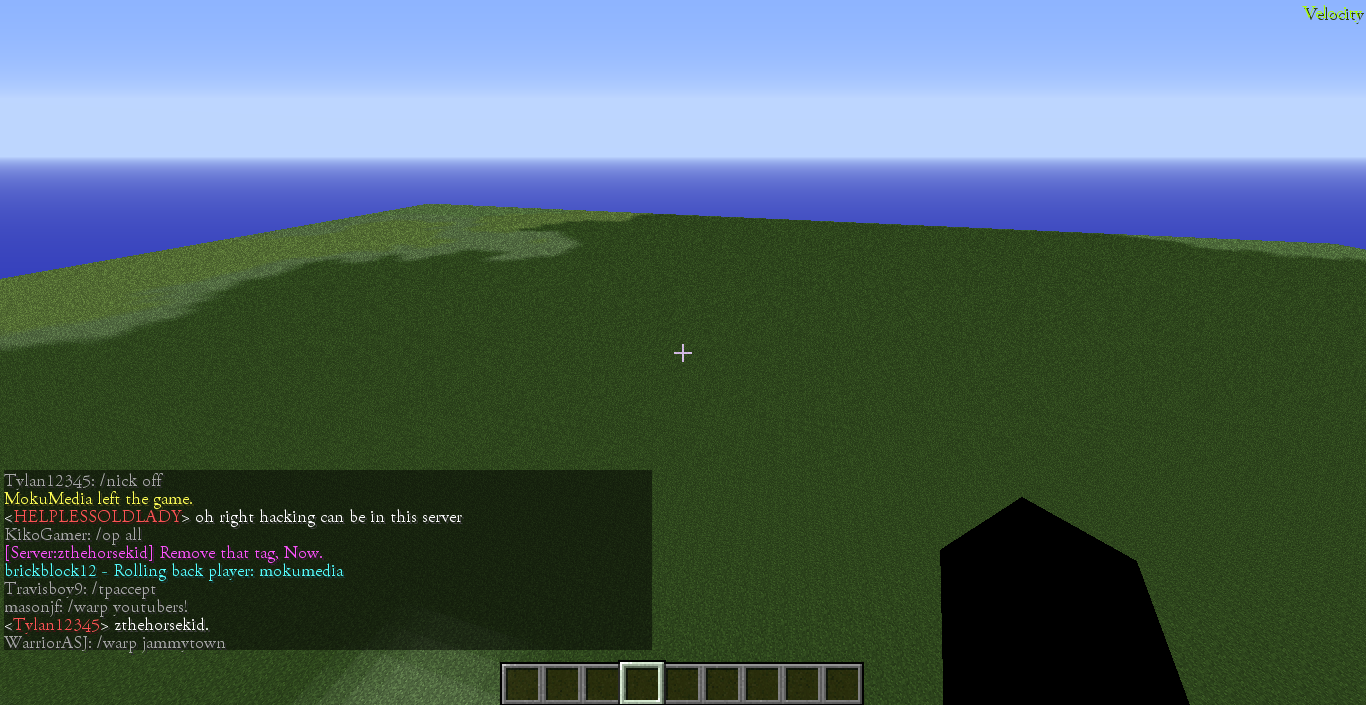 Velocity
Tvlan12345: /nick off
MokuMedia left the game.
<HELPLESSOLDLADY> oh right hacking can be in this server
KikoGamer: /op all
[Server:zthehorsekid] Remove that tag, Now.
brickblock12 - Rolling back player: mokumedia
Travisboy9: /tpaccept
masonjf: /warp youtubers!
<Tvlan12345> zthehorsekid.
WarriorASJ: /warp jammytown